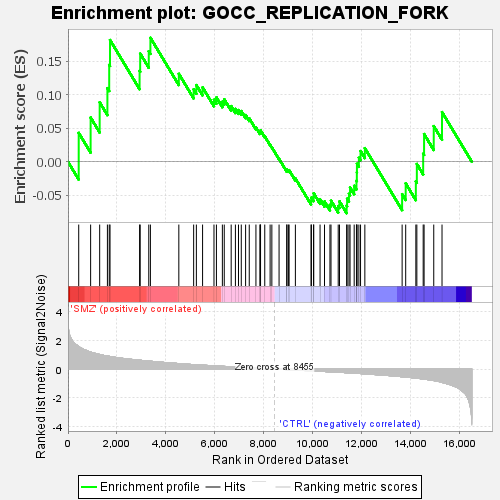 Enrichment plot: GOCC_REPLICATION_FORK
Enrichment score (ES)
0.15
0.10
0.05
0.00
-0.05
'SMZ' (positively correlated)
Ranked list metric (Signal2Noise)
4
2
0
-2
-4
Zero cross at 8455
'CTRL' (negatively correlated)
0 2,000 4,000 6,000 8,000 10,000 12,000 14,000 16,000
Rank in Ordered Dataset
Enrichment profile Hits Ranking metric scores